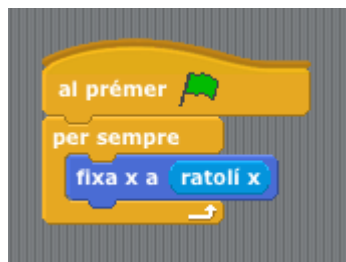 al prémer
per sempre
fixa x a ratolí x